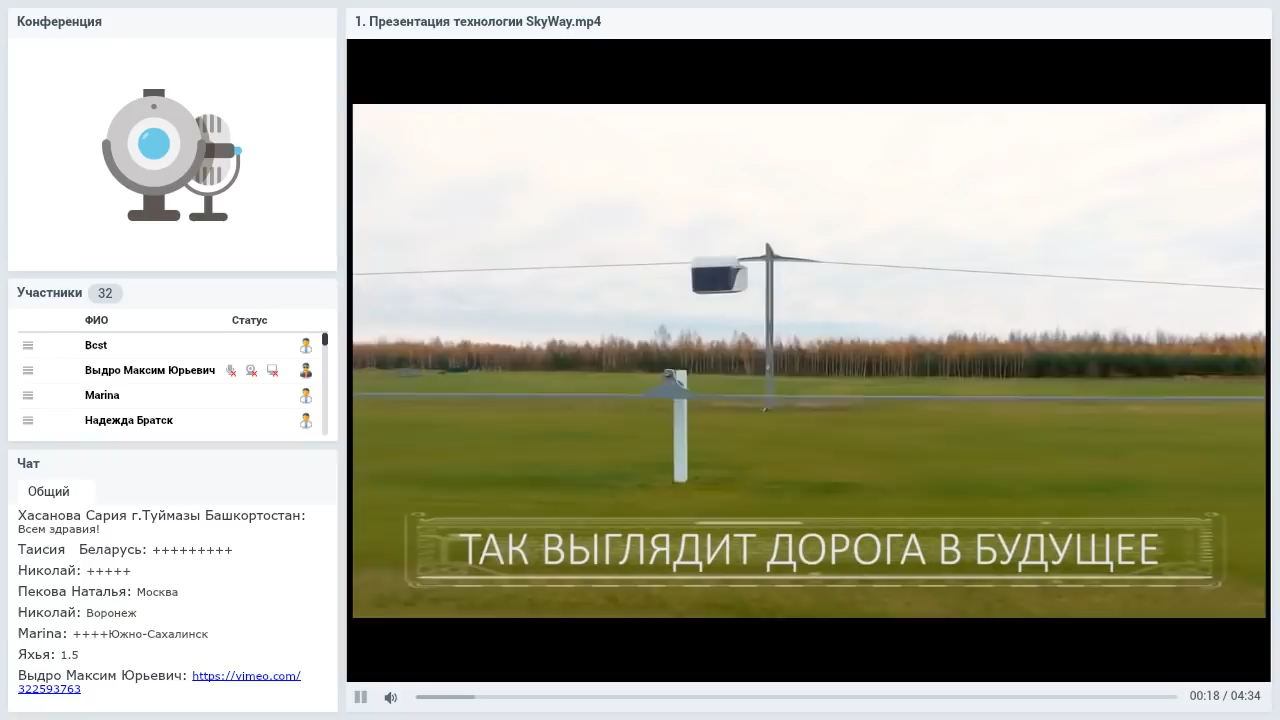 Конференция
1. Презентация технологии SkyWay.mp4
Участники 32
ФИО Статус
Bcst
Выдро Максим Юрьевич
Marina
Надежда Братск
Чат
Общий
Хасанова Сария г.Туймазы Башкортостан:
Всем здравия!
Таисия Беларусь: +++++++++
Николай: +++++
Пекова Наталья: Москва
Николай: Воронеж
Marina: ++++Южно-Сахалинск
Яхья: 1.5
Выдро Максим Юрьевич: https://vimeo.com/
322593763
ТАК ВЫГЛЯДИТ ДОРОГА В БУДУЩЕЕ
00:18 / 04:34